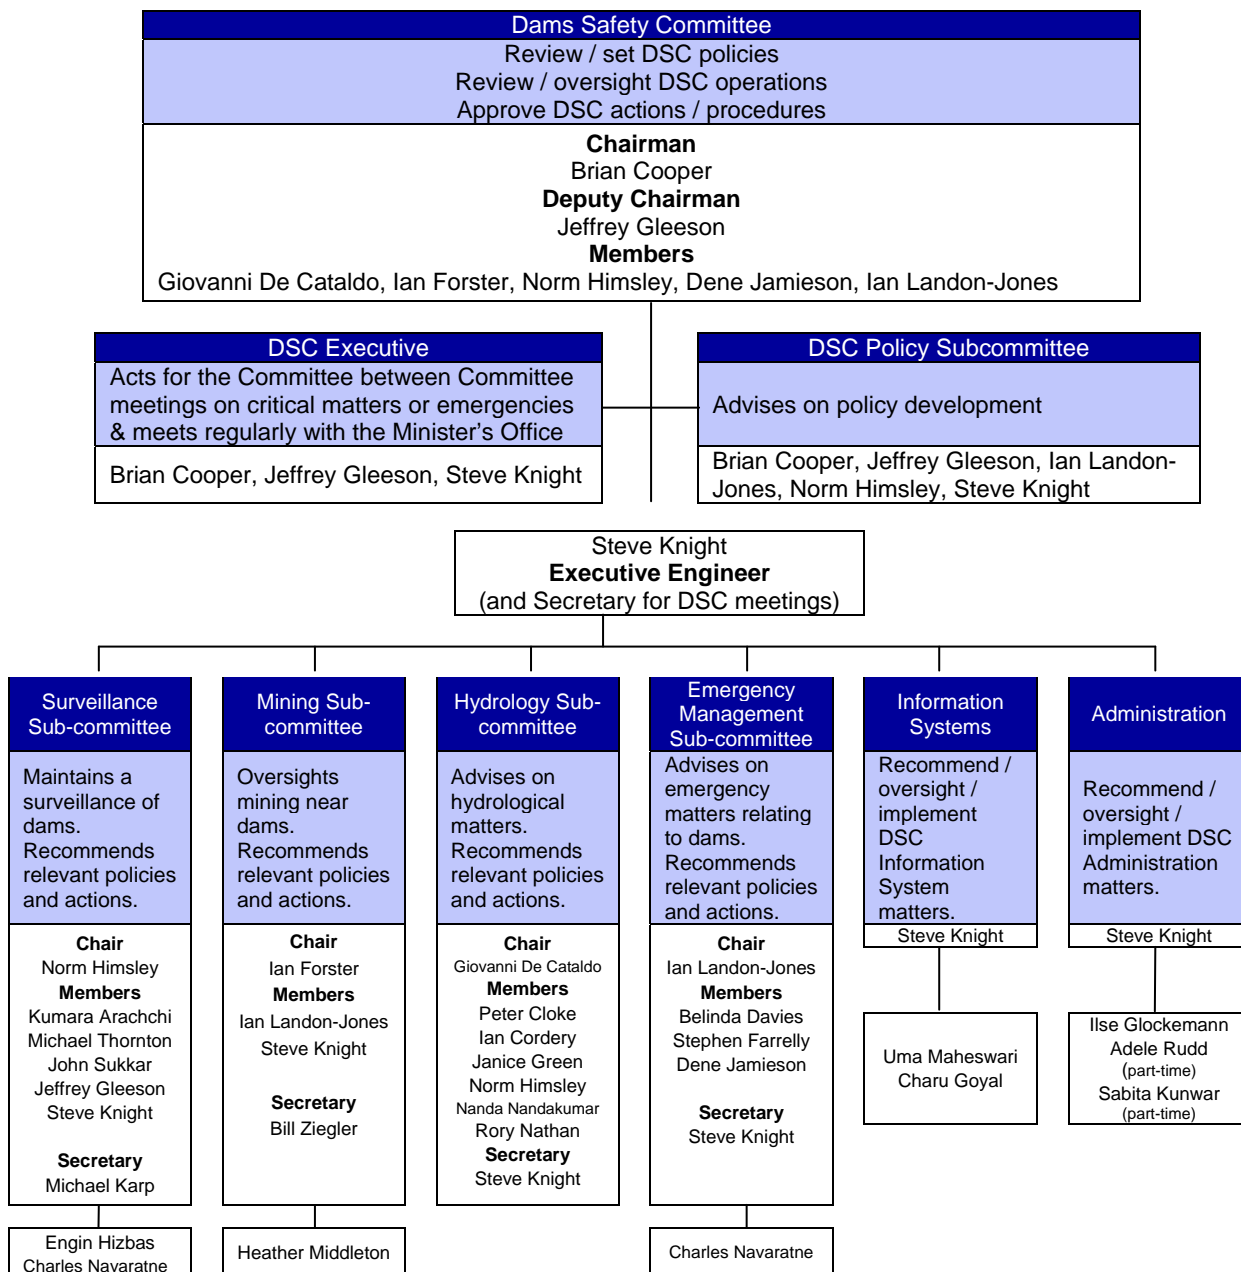 Dams Safety Committee
Review / set DSC policies
Review / oversight DSC operations
Approve DSC actions / procedures
Chairman
Brian Cooper
Deputy Chairman
Jeffrey Gleeson
Members
Giovanni De Cataldo, Ian Forster, Norm Himsley, Dene Jamieson, Ian Landon-Jones
DSC Executive
Acts for the Committee between Committee
meetings on critical matters or emergencies
& meets regularly with the Minister's Office
Brian Cooper, Jeffrey Gleeson, Steve Knight
DSC Policy Subcommittee
Advises on policy development
Brian Cooper, Jeffrey Gleeson, Ian Landon-
Jones, Norm Himsley, Steve Knight
Steve Knight
Executive Engineer
(and Secretary for DSC meetings)
Surveillance
Sub-committee
Maintains a
surveillance of
dams.
Recommends
relevant policies
and actions.
Chair
Norm Himsley
Members
Kumara Arachchi
Michael Thornton
John Sukkar
Jeffrey Gleeson
Steve Knight
Secretary
Michael Karp
Engin Hizbas
Charles Navaratne
Mining Sub-
committee
Oversights
mining near
dams.
Recommends
relevant policies
and actions.
Chair
Ian Forster
Members
Ian Landon-Jones
Steve Knight
Secretary
Bill Ziegler
Heather Middleton
Hydrology Sub-
committee
Advises on
hydrological
matters.
Recommends
relevant policies
and actions.
Chair
Giovanni De Cataldo
Members
Peter Cloke
Ian Cordery
Janice Green
Norm Himsley
Nanda Nandakumar
Rory Nathan
Secretary
Steve Knight
Emergency
Management
Sub-committee
Advises on
emergency
matters relating
to dams.
Recommends
relevant policies
and actions.
Chair
Ian Landon-Jones
Members
Belinda Davies
Stephen Farrelly
Dene Jamieson
Secretary
Steve Knight
Charles Navaratne
Information
Systems
Recommend /
oversight /
implement
DSC
Information
System
matters.
Steve Knight
Uma Maheswari
Charu Goyal
Administration
Recommend /
oversight /
implement DSC
Administration
matters.
Steve Knight
Ilse Glockemann
Adele Rudd
(part-time)
Sabita Kunwar
(part-time)